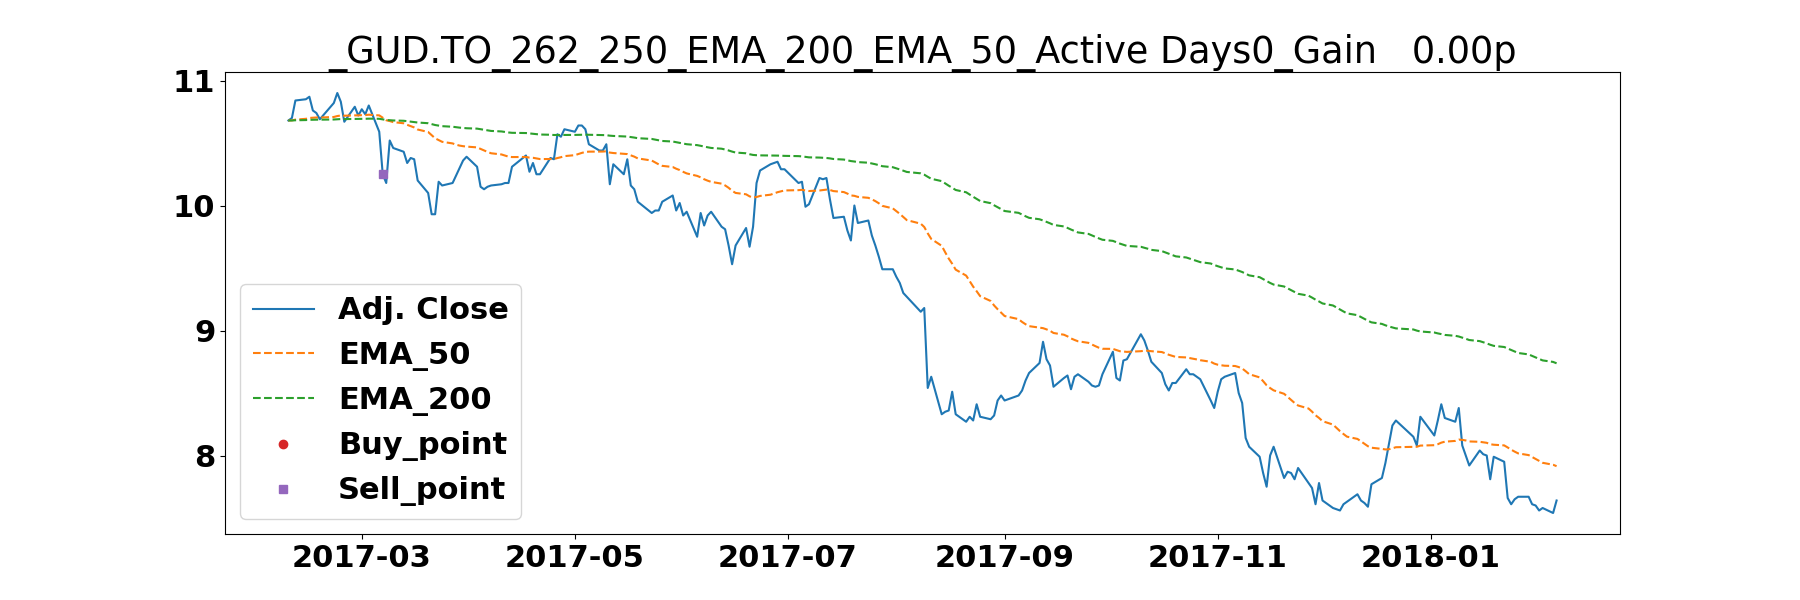 _GUD.TO_262_250_EMA_200_EMA_50_Active Days0_Gain   0.00p
11
10
9
8
Adj. Close
EMA_50
EMA_200
Buy_point
Sell_point
2017-03 2017-05 2017-07 2017-09 2017-11 2018-01